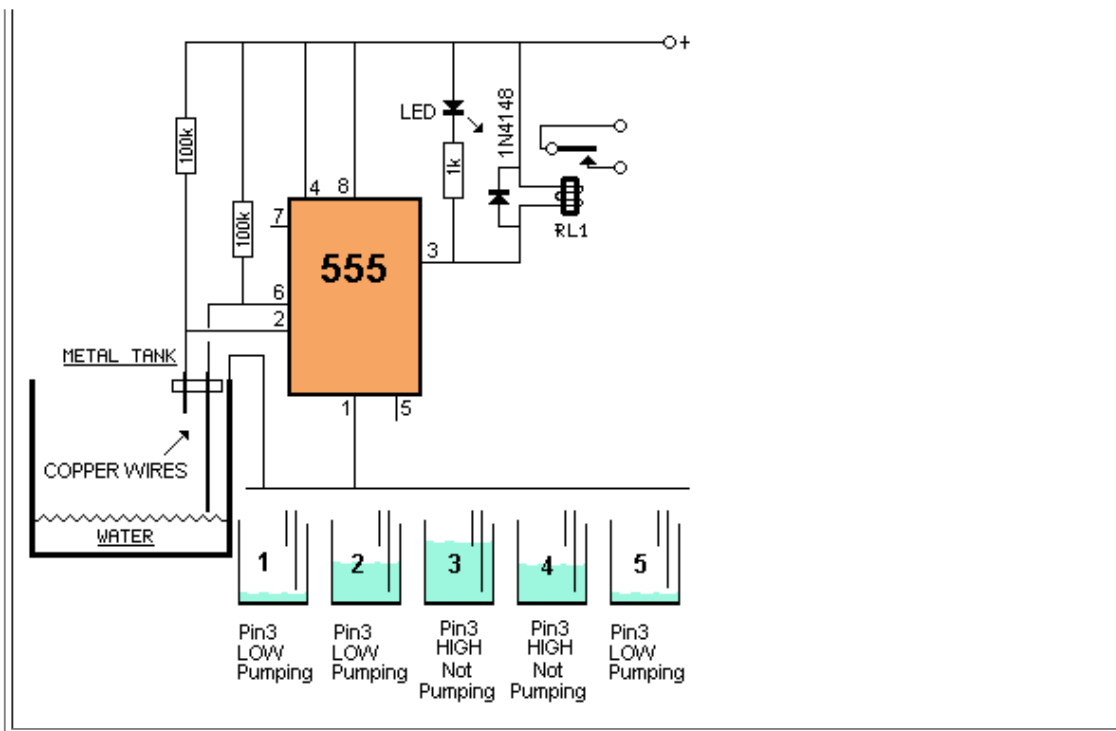 +
LED
1N4148
100k
1k
4 8
7
100k
3
RL1
555
6
2
METAL TANK
1
5
COPPER WIRES
WATER
1 2 3 4 5
Pin3 LOW Pumping
Pin3 LOW Pumping
Pin3 HIGH Not Pumping
Pin3 HIGH Not Pumping
Pin3 LOW Pumping